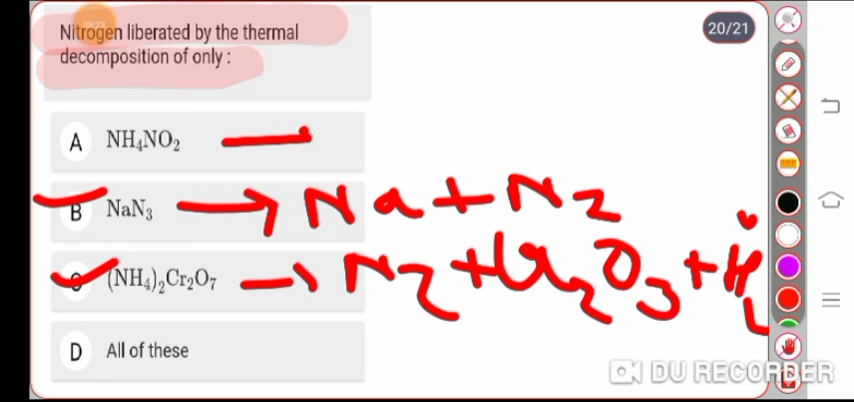 Nitrogen liberated by the thermal
decomposition of only :
20/21
A NH₄NO₂
B NaN₃ → Na + N₂
C (NH₄)₂Cr₂O₇ → N₂ + Cr₂O₃ + H₂
D All of these
DU RECORDER